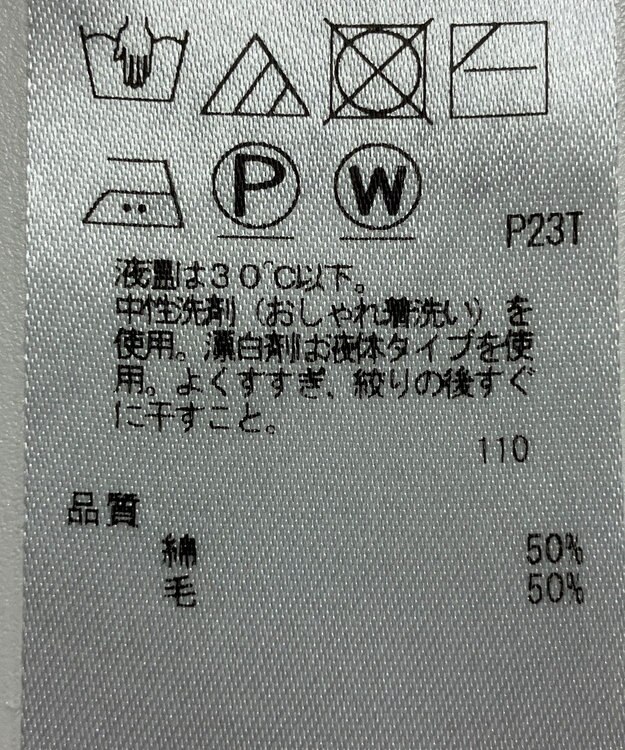 P
W
P23T
液温は30℃以下。
中性洗剤（おしゃれ着洗い）を
使用。漂白剤は液体タイプを使
用。よくすすぎ、絞りの後すぐ
に干すこと。
110
品質
綿 50%
毛 50%